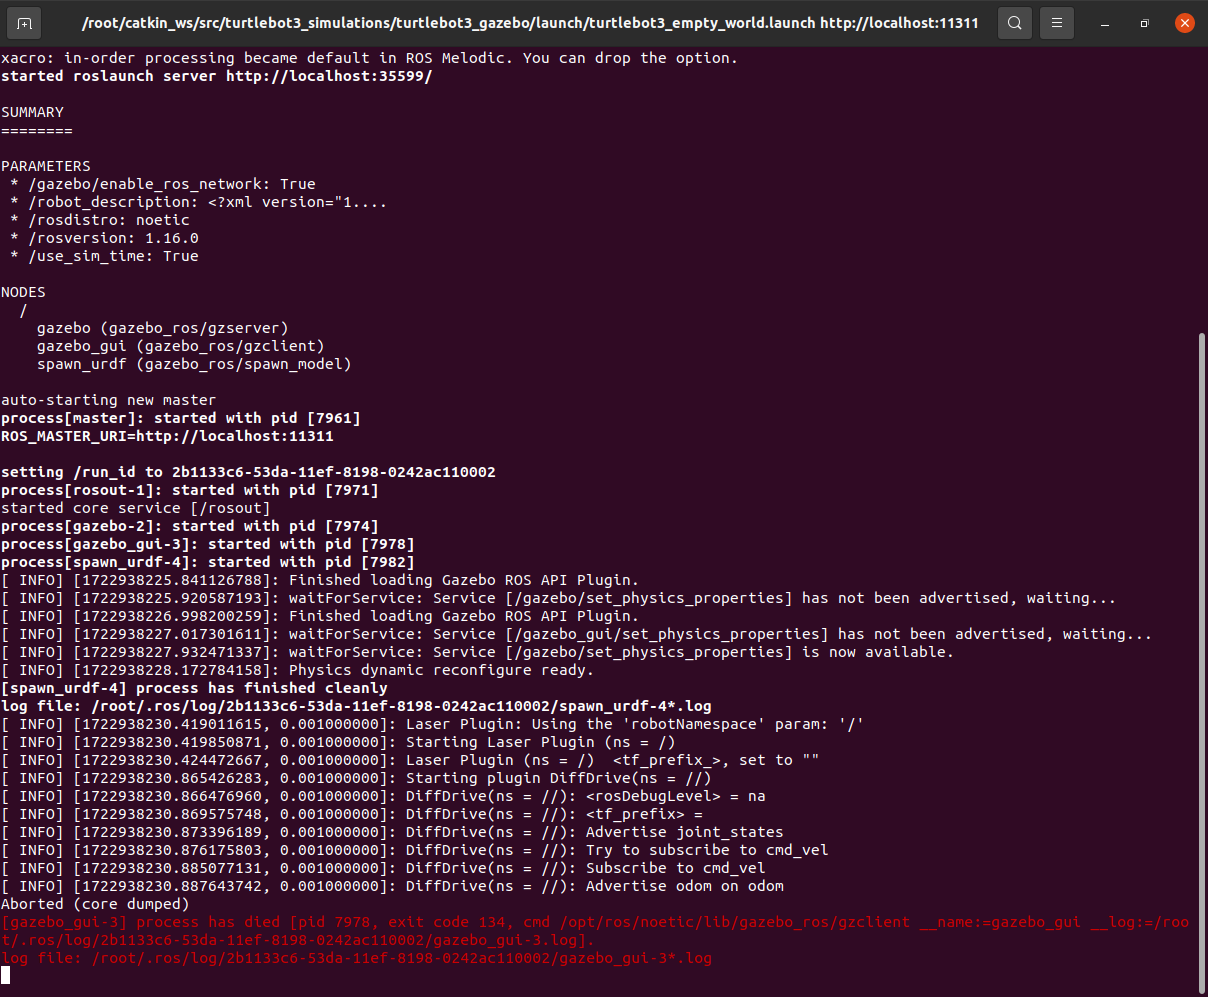 /root/catkin_ws/src/turtlebot3_simulations/turtlebot3_gazebo/launch/turtlebot3_empty_world.launch http://localhost:11311
xacro: in-order processing became default in ROS Melodic. You can drop the option.
started roslaunch server http://localhost:35599/
SUMMARY
========
PARAMETERS
 * /gazebo/enable_ros_network: True
 * /robot_description: <?xml version="1....
 * /rosdistro: noetic
 * /rosversion: 1.16.0
 * /use_sim_time: True
NODES
  /
    gazebo (gazebo_ros/gzserver)
    gazebo_gui (gazebo_ros/gzclient)
    spawn_urdf (gazebo_ros/spawn_model)
auto-starting new master
process[master]: started with pid [7961]
ROS_MASTER_URI=http://localhost:11311
setting /run_id to 2b1133c6-53da-11ef-8198-0242ac110002
process[rosout-1]: started with pid [7971]
started core service [/rosout]
process[gazebo-2]: started with pid [7974]
process[gazebo_gui-3]: started with pid [7978]
process[spawn_urdf-4]: started with pid [7982]
[ INFO] [1722938225.841126788]: Finished loading Gazebo ROS API Plugin.
[ INFO] [1722938225.920587193]: waitForService: Service [/gazebo/set_physics_properties] has not been advertised, waiting...
[ INFO] [1722938226.998200259]: Finished loading Gazebo ROS API Plugin.
[ INFO] [1722938227.017301611]: waitForService: Service [/gazebo_gui/set_physics_properties] has not been advertised, waiting...
[ INFO] [1722938227.932471337]: waitForService: Service [/gazebo/set_physics_properties] is now available.
[ INFO] [1722938228.172784158]: Physics dynamic reconfigure ready.
[spawn_urdf-4] process has finished cleanly
log file: /root/.ros/log/2b1133c6-53da-11ef-8198-0242ac110002/spawn_urdf-4*.log
[ INFO] [1722938230.419011615, 0.001000000]: Laser Plugin: Using the 'robotNamespace' param: '/'
[ INFO] [1722938230.419850871, 0.001000000]: Starting Laser Plugin (ns = /)
[ INFO] [1722938230.424472667, 0.001000000]: Laser Plugin (ns = /)  <tf_prefix_>, set to ""
[ INFO] [1722938230.865426283, 0.001000000]: Starting plugin DiffDrive(ns = //)
[ INFO] [1722938230.866476960, 0.001000000]: DiffDrive(ns = //): <rosDebugLevel> = na
[ INFO] [1722938230.869575748, 0.001000000]: DiffDrive(ns = //): <tf_prefix> =
[ INFO] [1722938230.873396189, 0.001000000]: DiffDrive(ns = //): Advertise joint_states
[ INFO] [1722938230.876175803, 0.001000000]: DiffDrive(ns = //): Try to subscribe to cmd_vel
[ INFO] [1722938230.885077131, 0.001000000]: DiffDrive(ns = //): Subscribe to cmd_vel
[ INFO] [1722938230.887643742, 0.001000000]: DiffDrive(ns = //): Advertise odom on odom
Aborted (core dumped)
[gazebo_gui-3] process has died [pid 7978, exit code 134, cmd /opt/ros/noetic/lib/gazebo_ros/gzclient __name:=gazebo_gui __log:=/roo
t/.ros/log/2b1133c6-53da-11ef-8198-0242ac110002/gazebo_gui-3.log].
log file: /root/.ros/log/2b1133c6-53da-11ef-8198-0242ac110002/gazebo_gui-3*.log